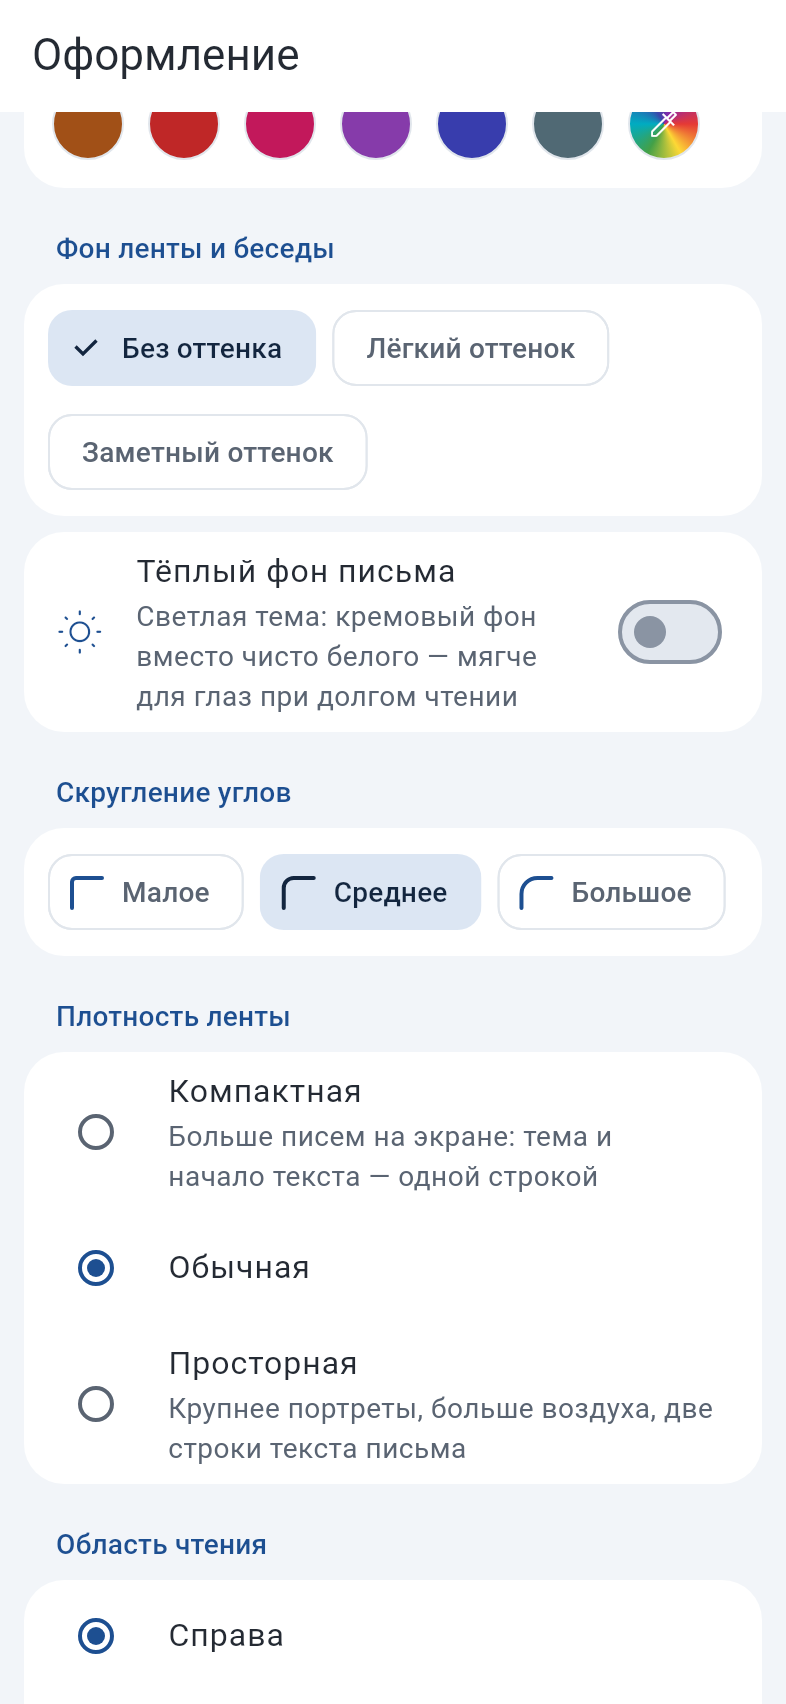 Оформление
Фон ленты и беседы
Без оттенка
Лёгкий оттенок
Заметный оттенок
Тёплый фон письма
Светлая тема: кремовый фон
вместо чисто белого — мягче
для глаз при долгом чтении
Скругление углов
Малое
Среднее
Большое
Плотность ленты
Компактная
Больше писем на экране: тема и
начало текста — одной строкой
Обычная
Просторная
Крупнее портреты, больше воздуха, две
строки текста письма
Область чтения
Справа